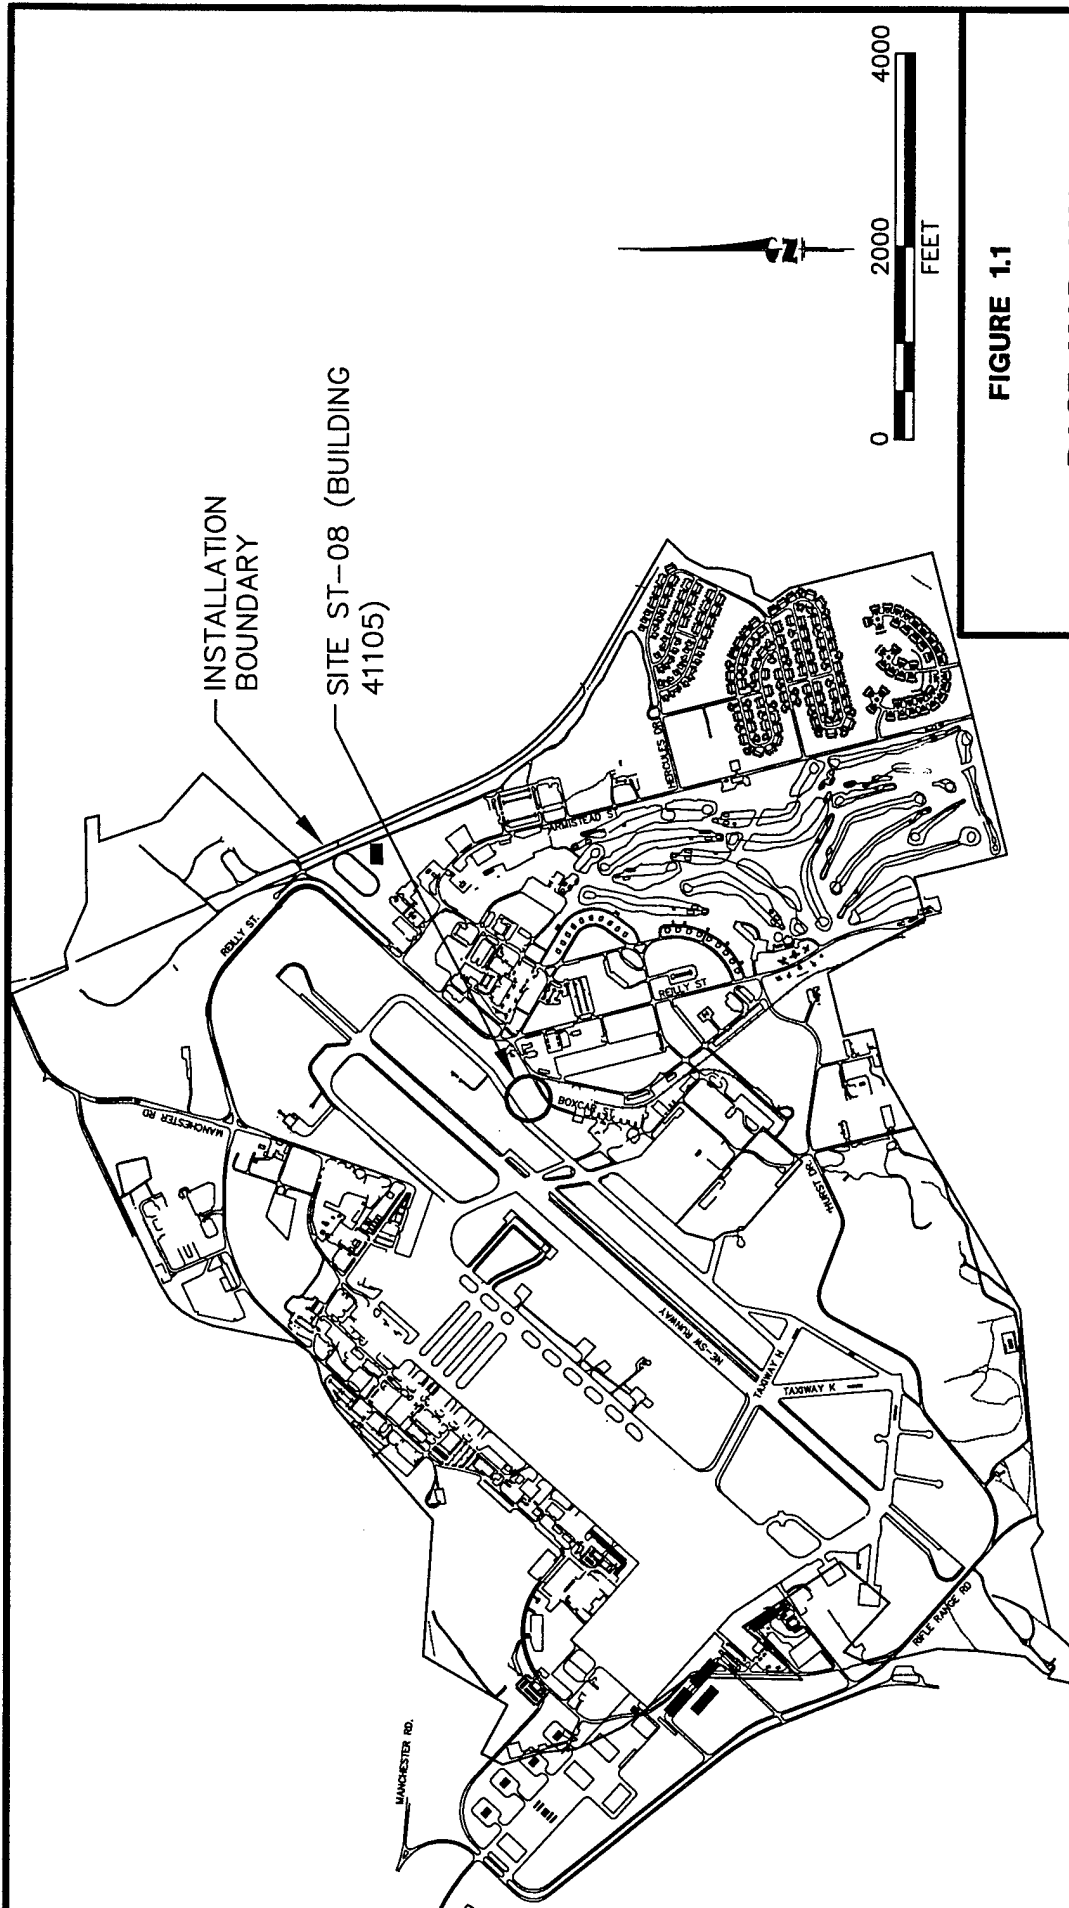 INSTALLATION
BOUNDARY
SITE ST-08 (BUILDING
41105)
MANCHESTER RD.
MANCHESTER RD
REILLY ST.
ARMISTEAD ST
HERCULES DR
REILLY ST
BOXCAR ST
HURST DR
NE-SW RUNWAY
TAXIWAY H
TAXIWAY K
RIFLE RANGE RD
N
0
2000
4000
FEET
FIGURE 1.1